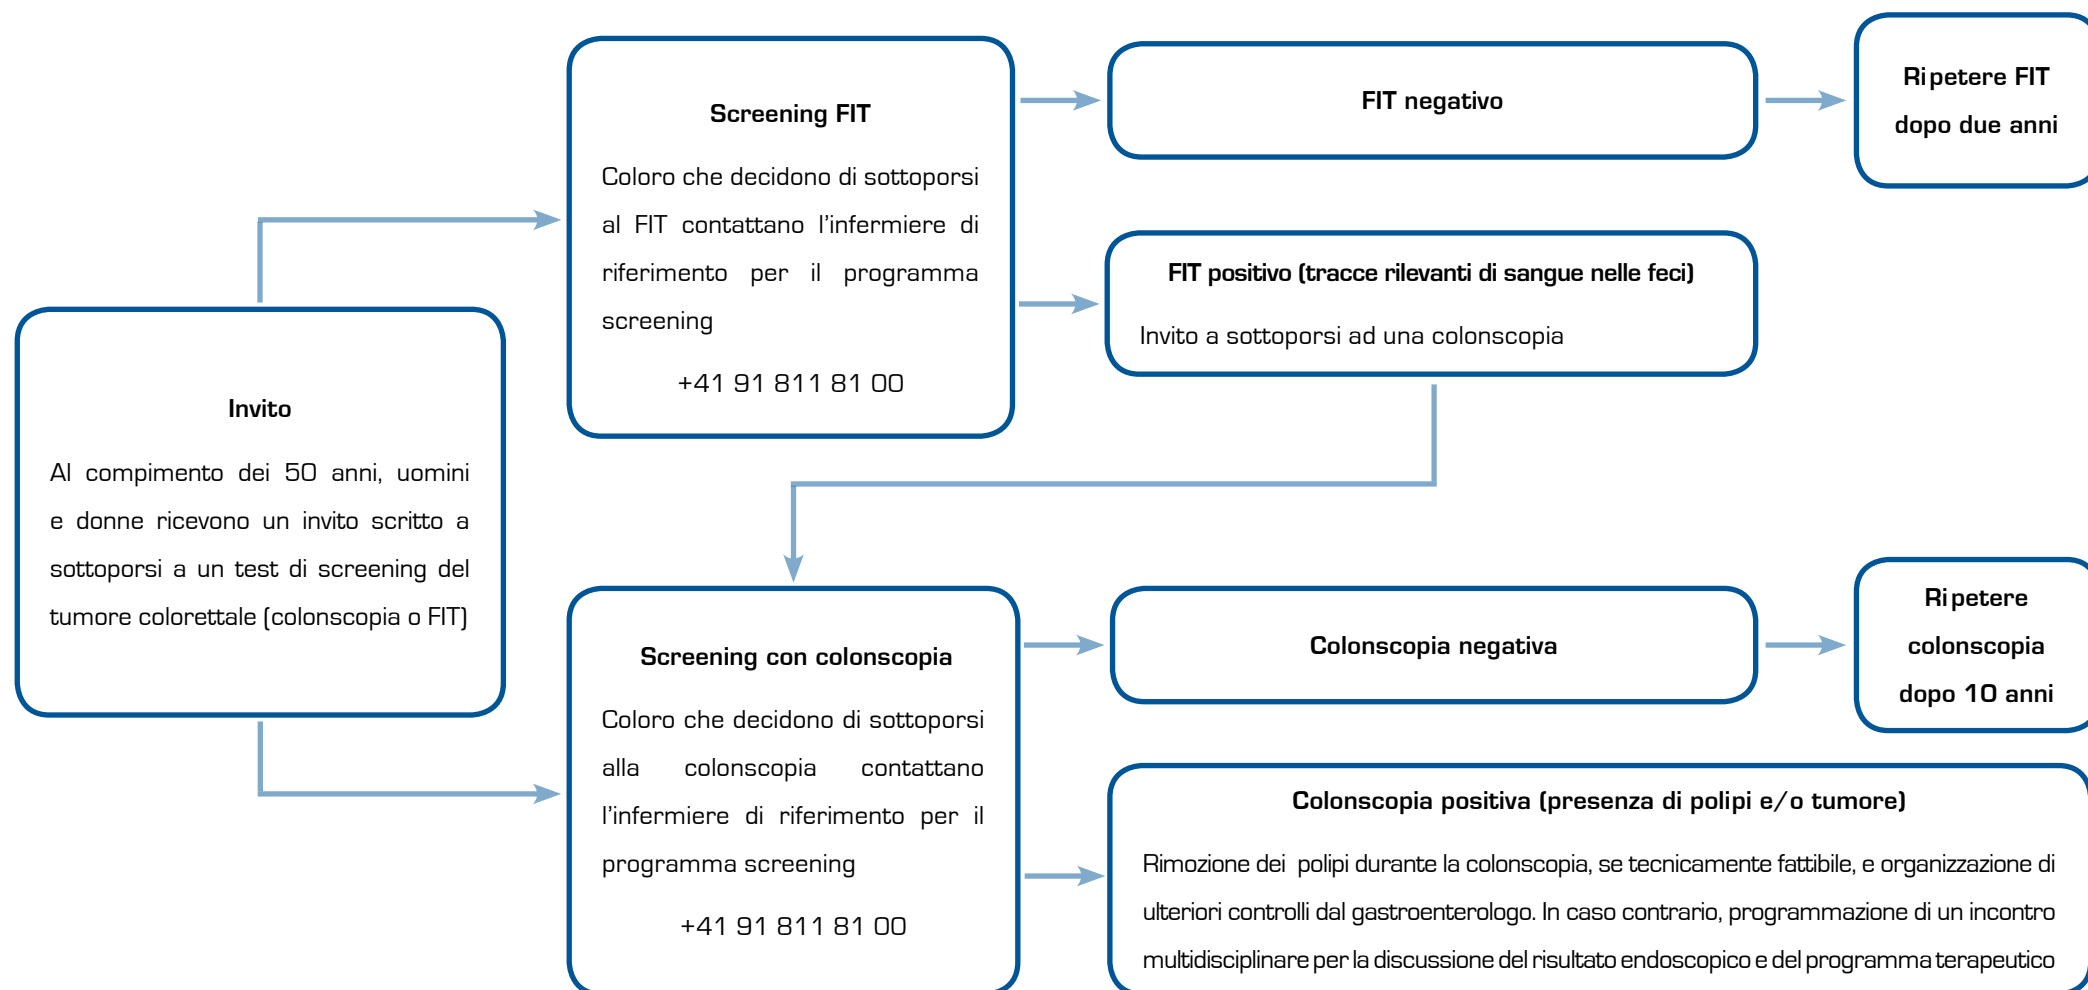 Invito
Al compimento dei 50 anni, uomini
e donne ricevono un invito scritto a
sottoporsi a un test di screening del
tumore colorettale (colonscopia o FIT)
Screening FIT
Coloro che decidono di sottoporsi
al FIT contattano l'infermiere di
riferimento per il programma
screening
+41 91 811 81 00
FIT negativo
Ripetere FIT
dopo due anni
FIT positivo (tracce rilevanti di sangue nelle feci)
Invito a sottoporsi ad una colonscopia
Screening con colonscopia
Coloro che decidono di sottoporsi
alla colonscopia contattano
l'infermiere di riferimento per il
programma screening
+41 91 811 81 00
Colonscopia negativa
Ripetere
colonscopia
dopo 10 anni
Colonscopia positiva (presenza di polipi e/o tumore)
Rimozione dei polipi durante la colonscopia, se tecnicamente fattibile, e organizzazione di
ulteriori controlli dal gastroenterologo. In caso contrario, programmazione di un incontro
multidisciplinare per la discussione del risultato endoscopico e del programma terapeutico